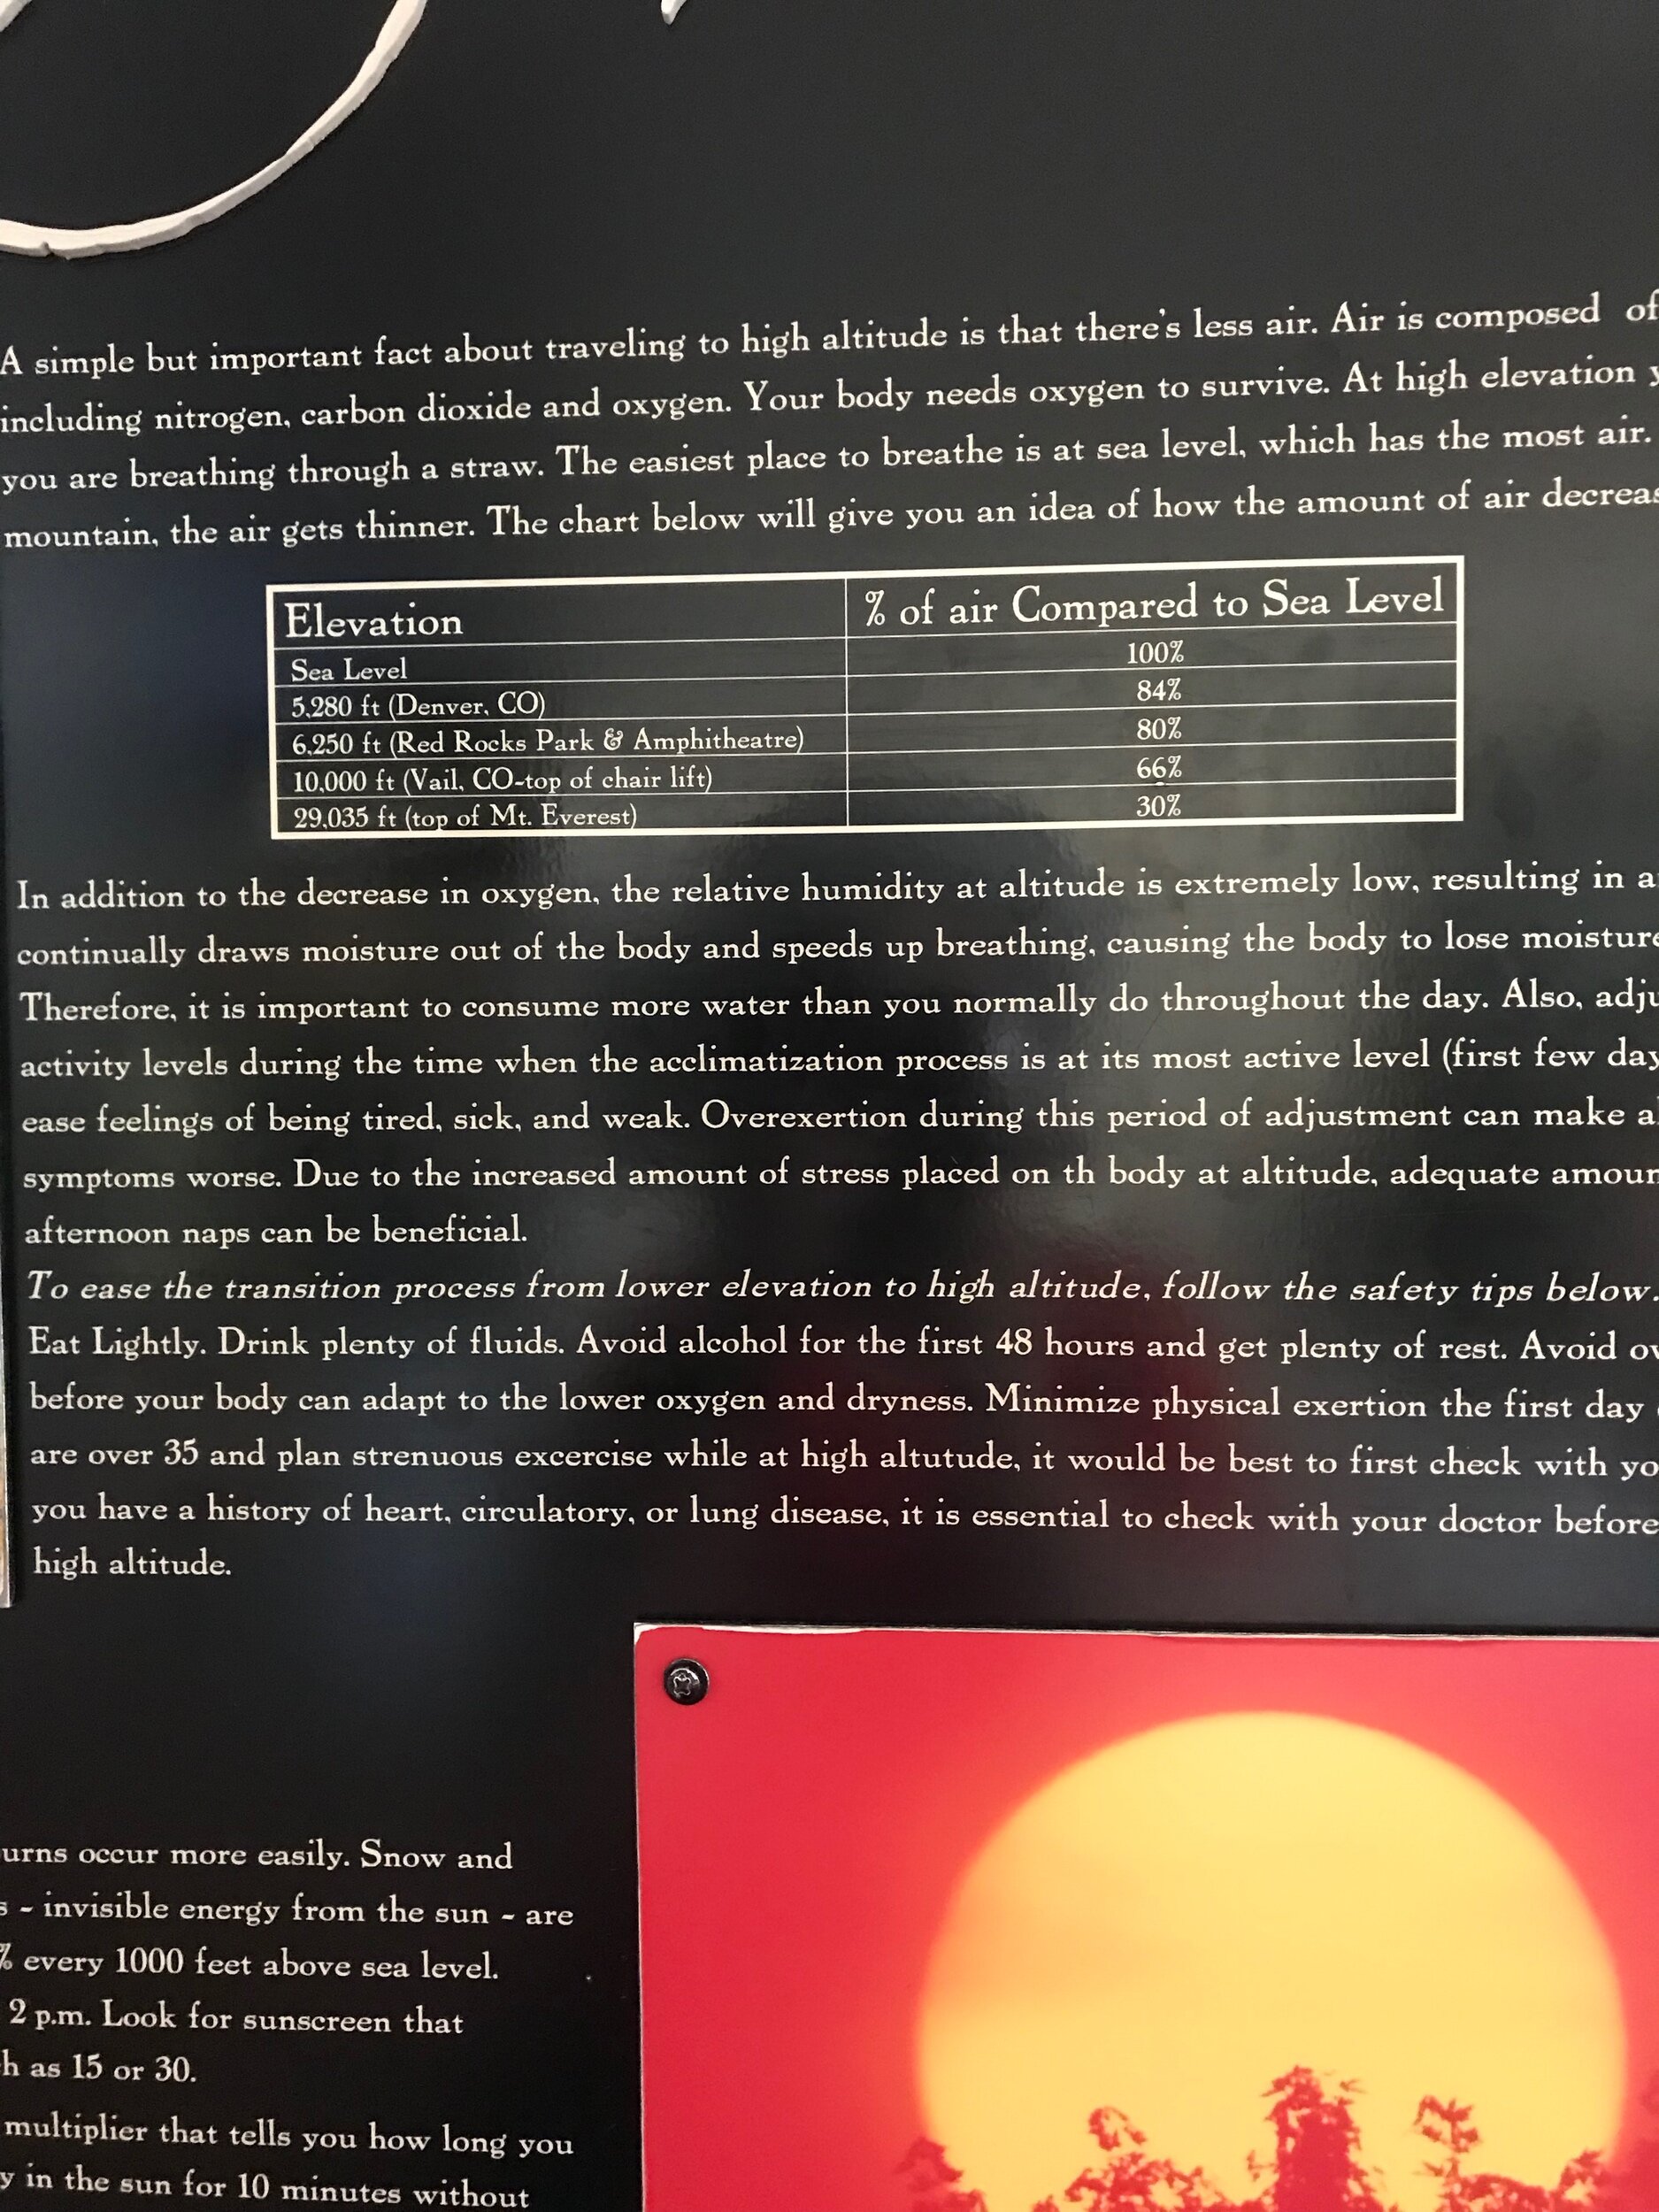 A simple but important fact about traveling to high altitude is that there's less air. Air is composed of
including nitrogen, carbon dioxide and oxygen. Your body needs oxygen to survive. At high elevation
you are breathing through a straw. The easiest place to breathe is at sea level, which has the most air.
mountain, the air gets thinner. The chart below will give you an idea of how the amount of air
Elevation % of air Compared to Sea Level
Sea Level 100%
5,280 ft (Denver, CO) 84%
6,250 ft (Red Rocks Park & Amphitheatre) 80%
10,000 ft (Vail, CO-top of chair lift) 66%
29,035 ft (top of Mt. Everest) 30%
In addition to the decrease in oxygen, the relative humidity at altitude is extremely low, resulting in
continually draws moisture out of the body and speeds up breathing, causing the body to lose moisture
Therefore, it is important to consume more water than you normally do throughout the day. Also,
activity levels during the time when the acclimatization process is at its most active level (first few
ease feelings of being tired, sick, and weak. Overexertion during this period of adjustment can make
symptoms worse. Due to the increased amount of stress placed on th body at altitude, adequate
afternoon naps can be beneficial.
To ease the transition process from lower elevation to high altitude, follow the safety tips below.
Eat Lightly. Drink plenty of fluids. Avoid alcohol for the first 48 hours and get plenty of rest. Avoid
before your body can adapt to the lower oxygen and dryness. Minimize physical exertion the first day
are over 35 and plan strenuous excercise while at high altutude, it would be best to first check with
you have a history of heart, circulatory, or lung disease, it is essential to check with your doctor before
high altitude.
urns occur more easily. Snow and
s - invisible energy from the sun - are
% every 1000 feet above sea level.
2 p.m. Look for sunscreen that
h as 15 or 30.
multiplier that tells you how long you
y in the sun for 10 minutes without